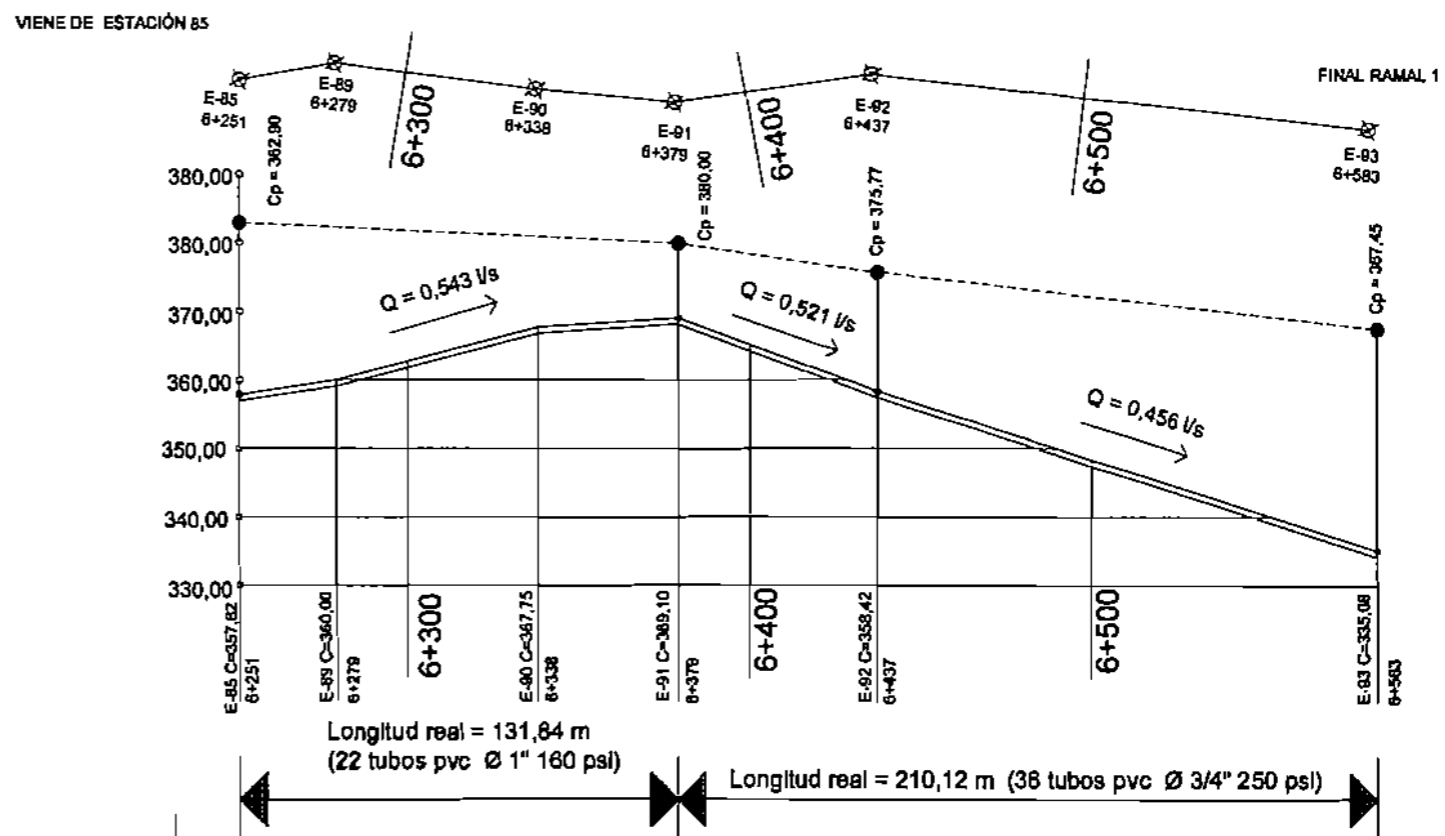 VIENE DE ESTACIÓN 85
FINAL RAMAL 1
E-85
6+251
E-89
6+279
6+300
E-90
6+338
E-91
6+379
6+400
E-92
6+437
6+500
E-93
6+583
Cp = 362,90
Cp = 380,00
Cp = 375,77
Cp = 367,45
380,00
380,00
370,00
360,00
350,00
340,00
330,00
Q = 0,543 l/s
Q = 0,521 l/s
Q = 0,456 l/s
E-85 C=357,82
6+251
E-89 C=360,00
6+279
6+300
E-90 C=367,75
6+338
E-91 C=369,10
6+379
6+400
E-92 C=358,42
6+437
6+500
E-93 C=335,08
6+583
Longitud real = 131,84 m
(22 tubos pvc Ø 1" 160 psi)
Longitud real = 210,12 m (36 tubos pvc Ø 3/4" 250 psi)